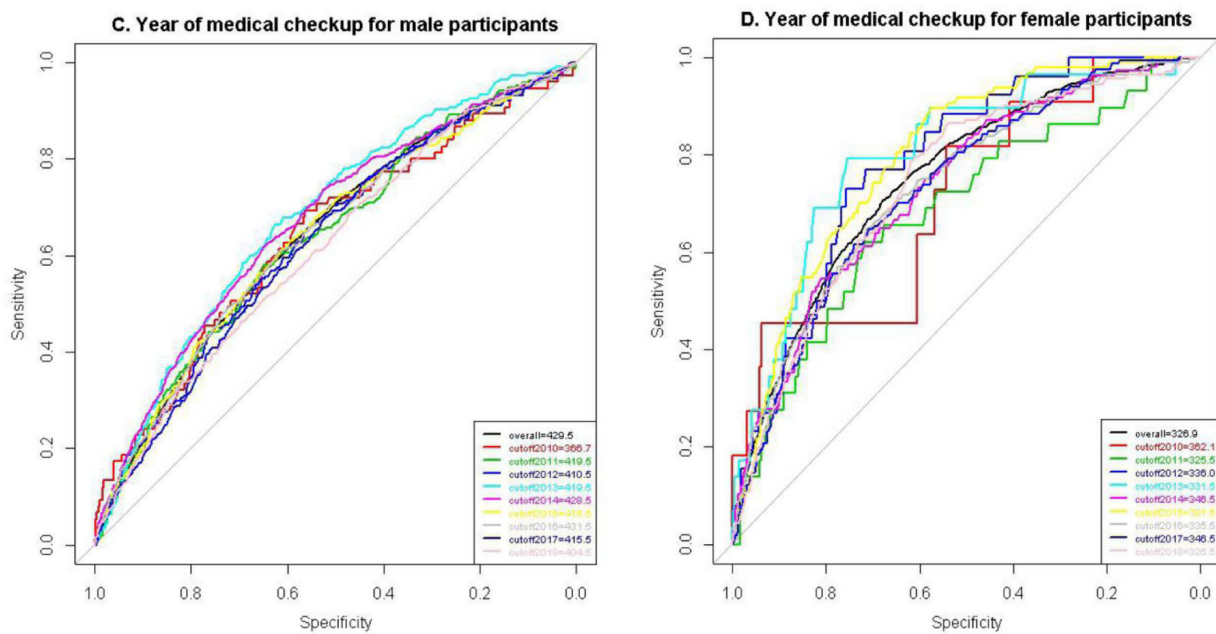 C. Year of medical checkup for male participants
Sensitivity
1.0
0.8
0.6
0.4
0.2
0.0
1.0 0.8 0.6 0.4 0.2 0.0
Specificity
overall=429.5
cutoff2010=366.7
cutoff2011=419.5
cutoff2012=410.5
cutoff2013=419.5
cutoff2014=428.5
cutoff2016=431.5
cutoff2017=415.5
cutoff2018=404.5
D. Year of medical checkup for female participants
Sensitivity
1.0
0.8
0.6
0.4
0.2
0.0
1.0 0.8 0.6 0.4 0.2 0.0
Specificity
overall=326.9
cutoff2010=362.1
cutoff2011=325.5
cutoff2012=336.0
cutoff2013=331.5
cutoff2014=346.5
cutoff2016=335.5
cutoff2017=346.5